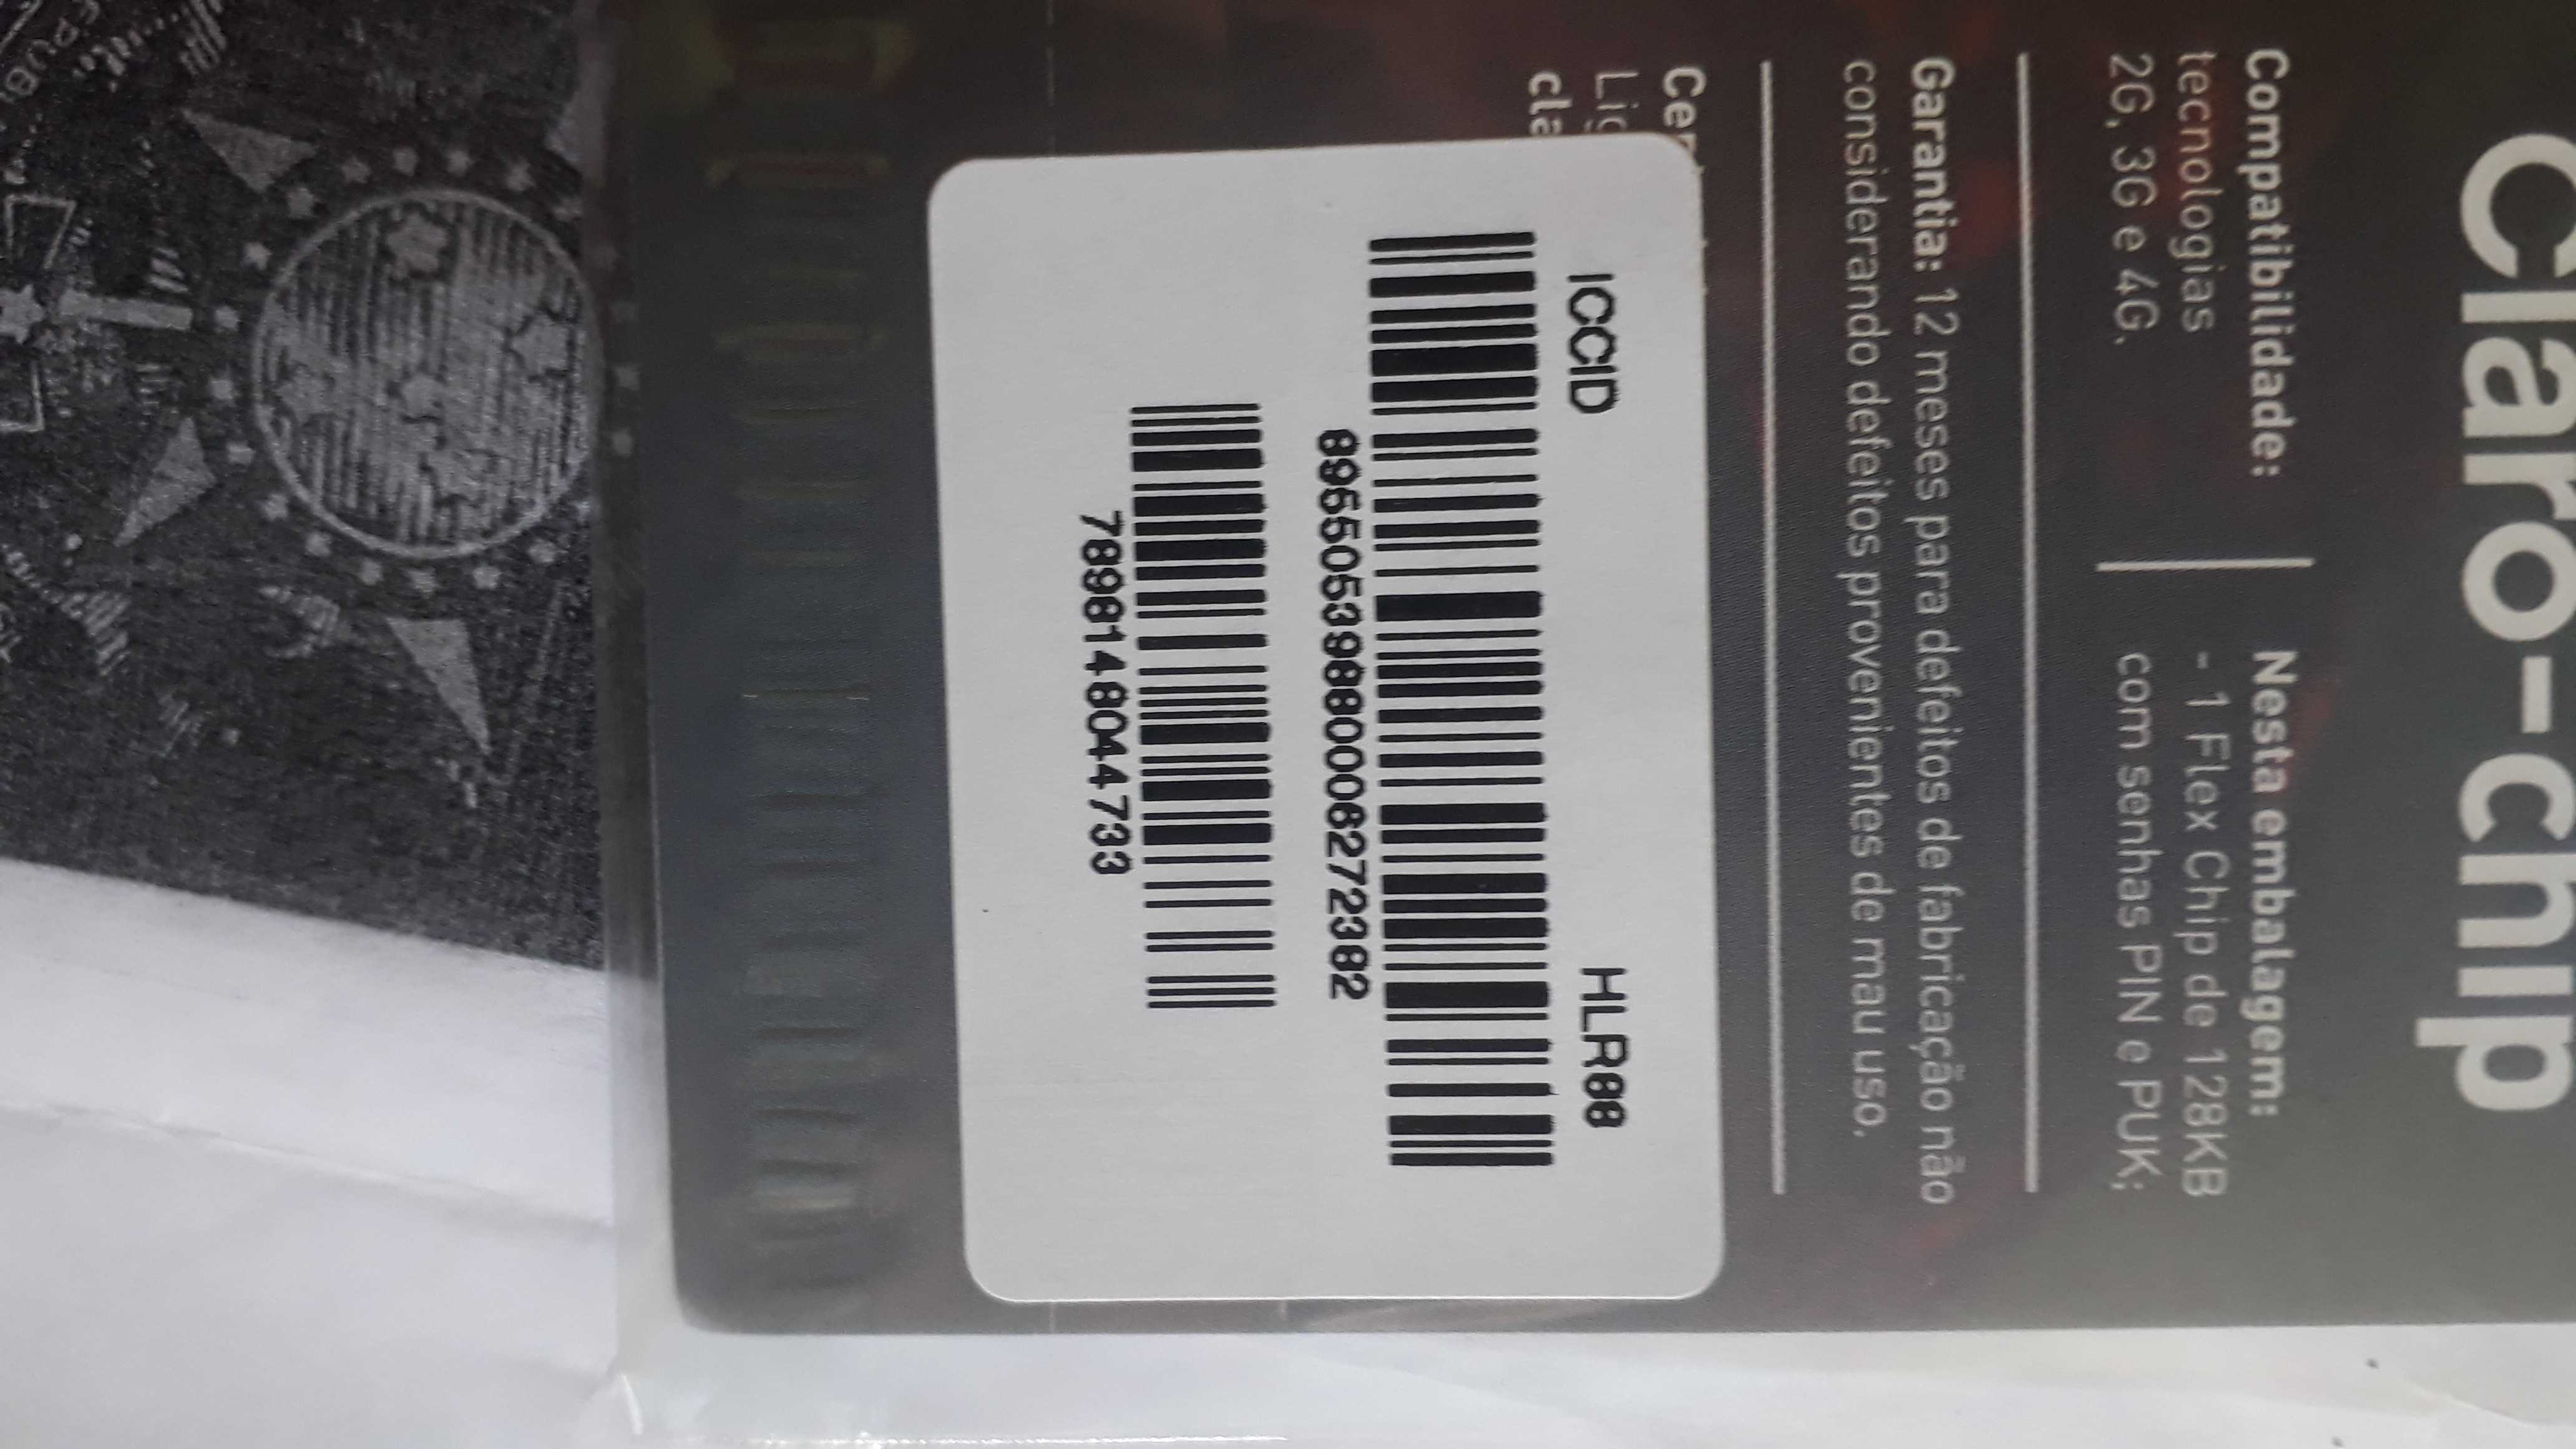 Claro-chip
Compatibilidade:
tecnologias
2G, 3G e 4G.
Nesta embalagem:
- 1 Flex Chip de 128KB
com senhas PIN e PUK;
Garantia: 12 meses para defeitos de fabricação não
considerando defeitos provenientes de mau uso.
ICCID HLR88
89550539880006272382
7898148044733